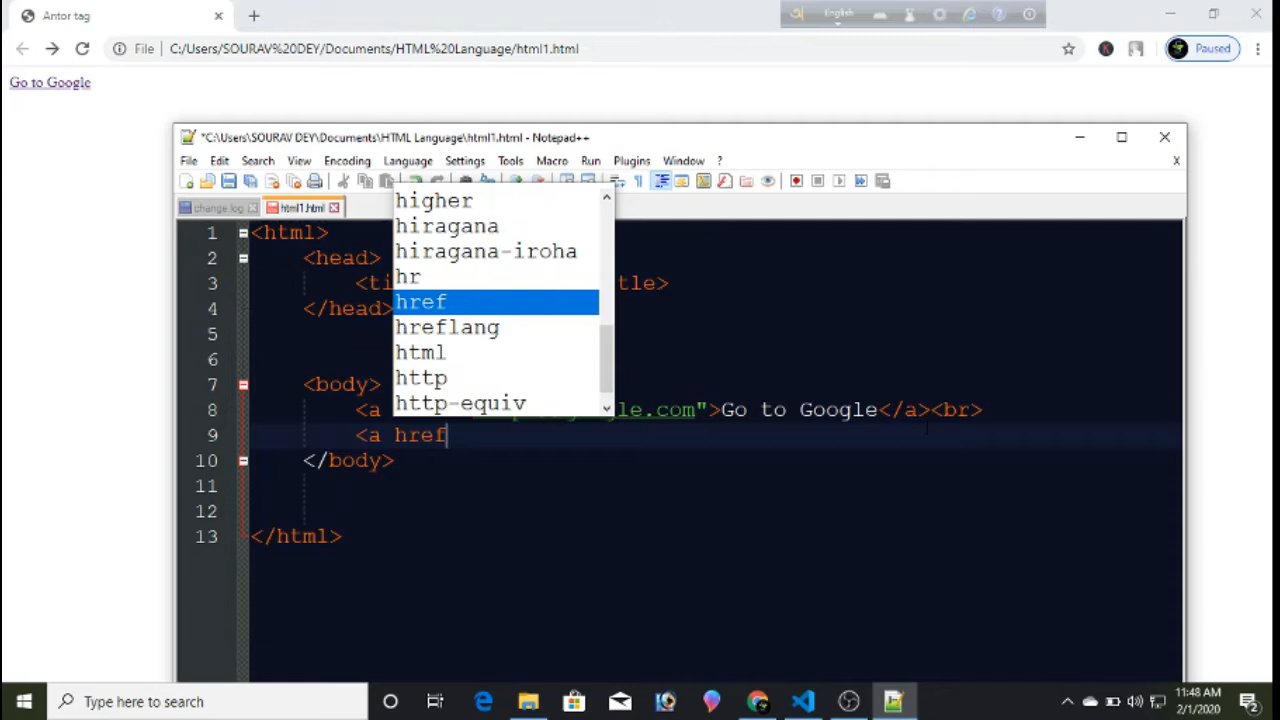 Antor tag
English
File C:/Users/SOURAV%20DEY/Documents/HTML%20Language/html1.html
Paused
Go to Google
*C:\Users\SOURAV DEY\Documents\HTML Language\html1.html - Notepad++
File Edit Search View Encoding Language Settings Tools Macro Run Plugins Window ? X
change.log html1.html
higher
hiragana
hiragana-iroha
hr
href
hreflang
html
http
http-equiv
1 <html>
2 <head>
3 <ti tle>
4 </head>
5
6
7 <body>
8 <a gle.com">Go to Google</a><br>
9 <a href
10 </body>
11
12
13 </html>
Type here to search
11:48 AM
2/1/2020
2